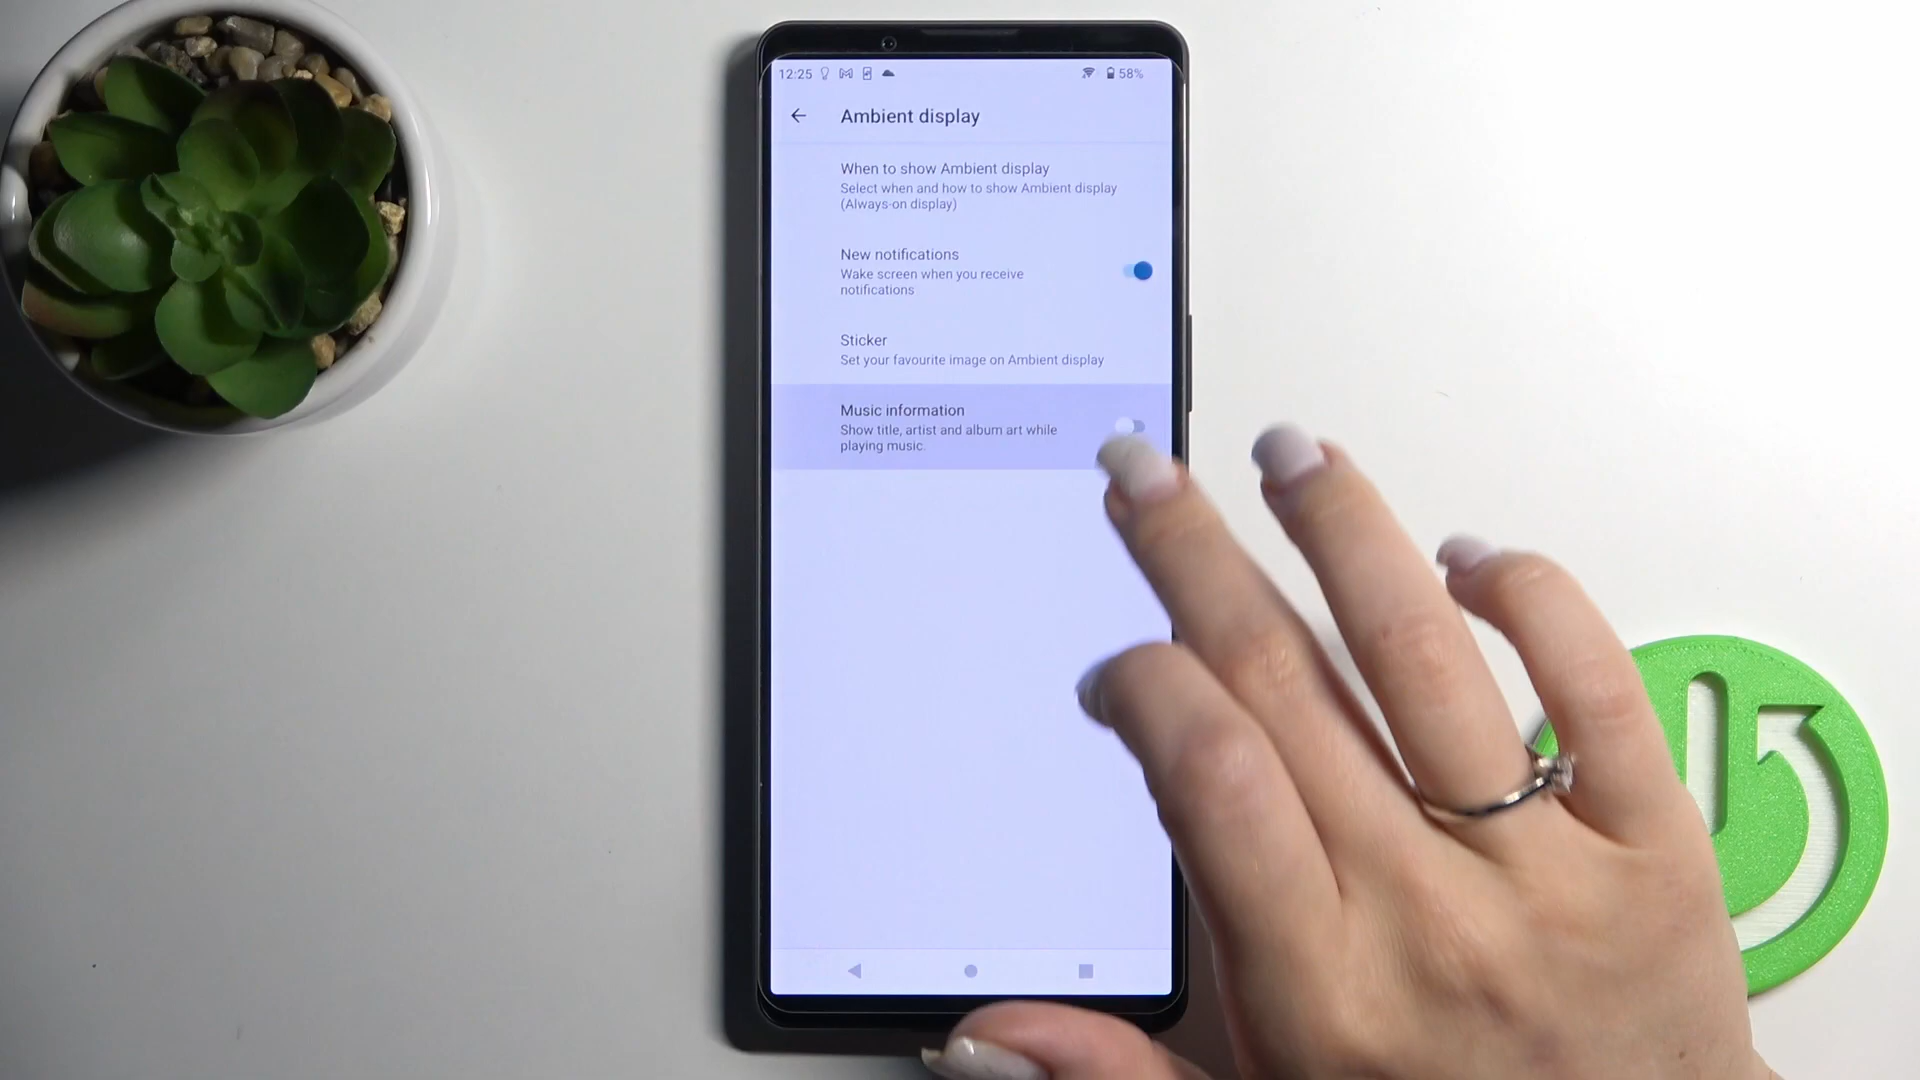 12:25
58%
Ambient display
When to show Ambient display
Select when and how to show Ambient display
(Always-on display)
New notifications
Wake screen when you receive
notifications
Sticker
Set your favourite image on Ambient display
Music information
Show title, artist and album art while
playing music.